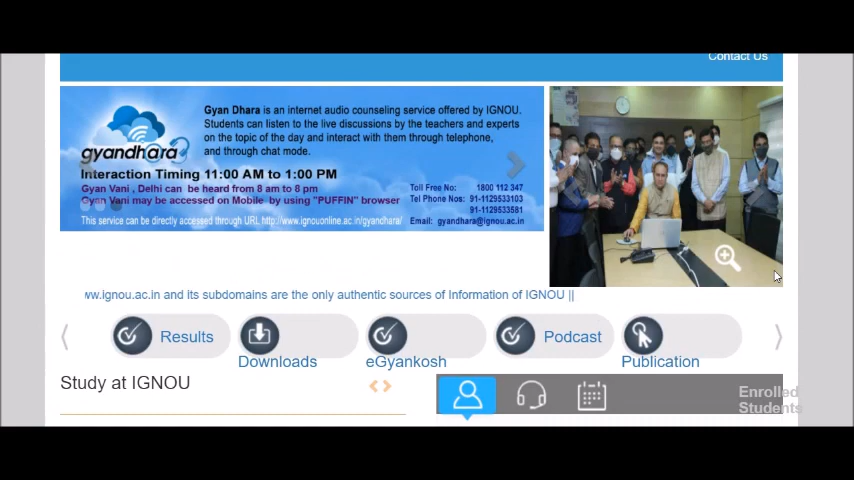 Contact Us
Gyan Dhara is an internet audio counseling service offered by IGNOU.
Students can listen to the live discussions by the teachers and experts
on the topic of the day and interact with them through telephone,
and through chat mode.
gyandhara
Interaction Timing 11:00 AM to 1:00 PM
Gyan Vani , Delhi can be heard from 8 am to 8 pm
Gyan Vani may be accessed on Mobile by using "PUFFIN" browser
This service can be directly accessed through URL http://www.ignouonline.ac.in/gyandhara/
Toll Free No: 1800 112 347
Tel Phone Nos: 91-1129533103
91-1129533581
Email: gyandhara@ignou.ac.in
ww.ignou.ac.in and its subdomains are the only authentic sources of Information of IGNOU ||
Results
Downloads
eGyankosh
Podcast
Publication
Study at IGNOU
Enrolled
Students